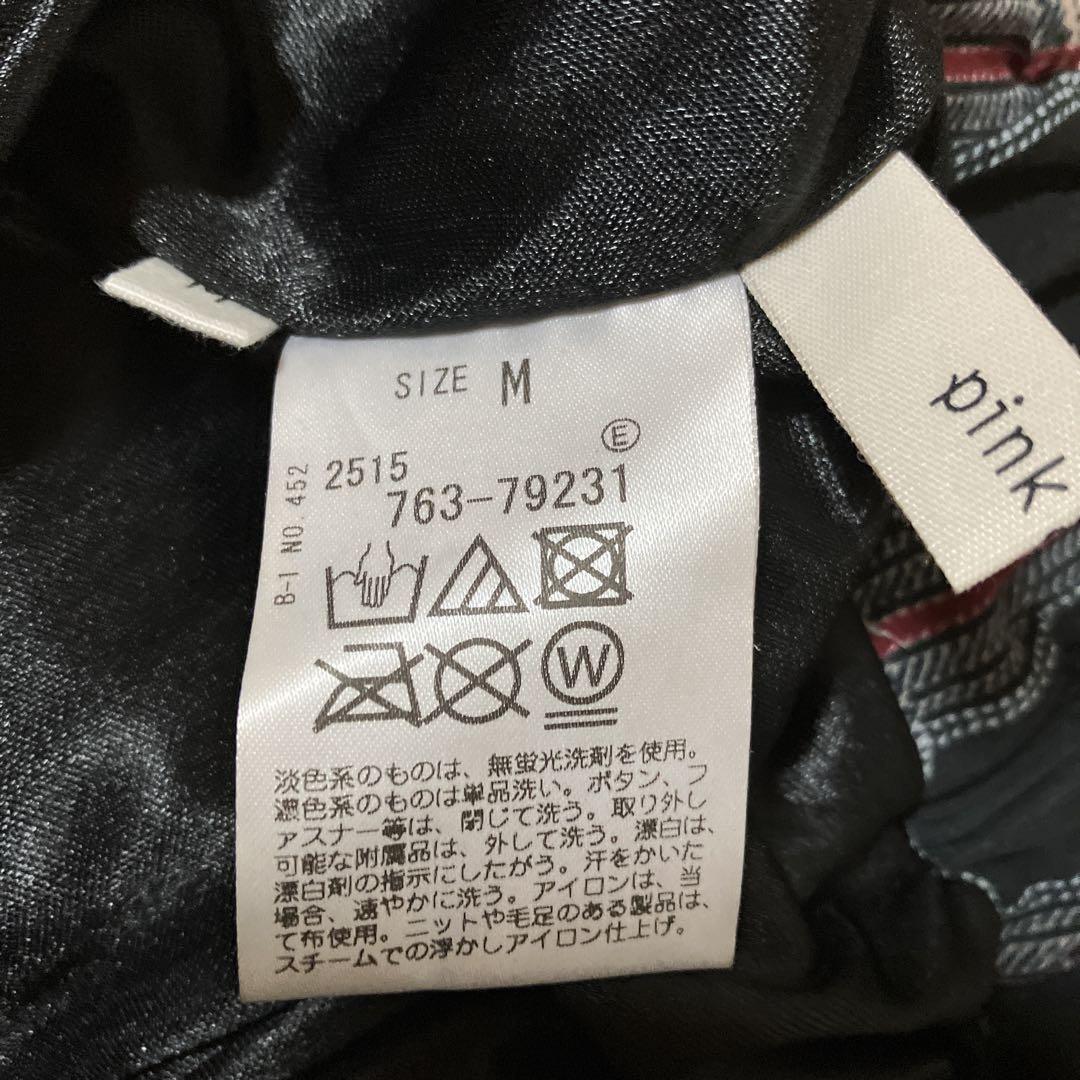 SIZE M
E
2515
763-79231
B-I NO. 452
W
淡色系のものは、無蛍光洗剤を使用。
濃色系のものは単品洗い。ボタン、フ
ァスナー等は、閉じて洗う。取り外し
可能な附属品は、外して洗う。漂白は、
漂白剤の指示にしたがう。汗をかいた
場合、速やかに洗う。アイロンは、当
て布使用。ニットや毛足のある製品は、
スチームでの浮かしアイロン仕上げ。
pink